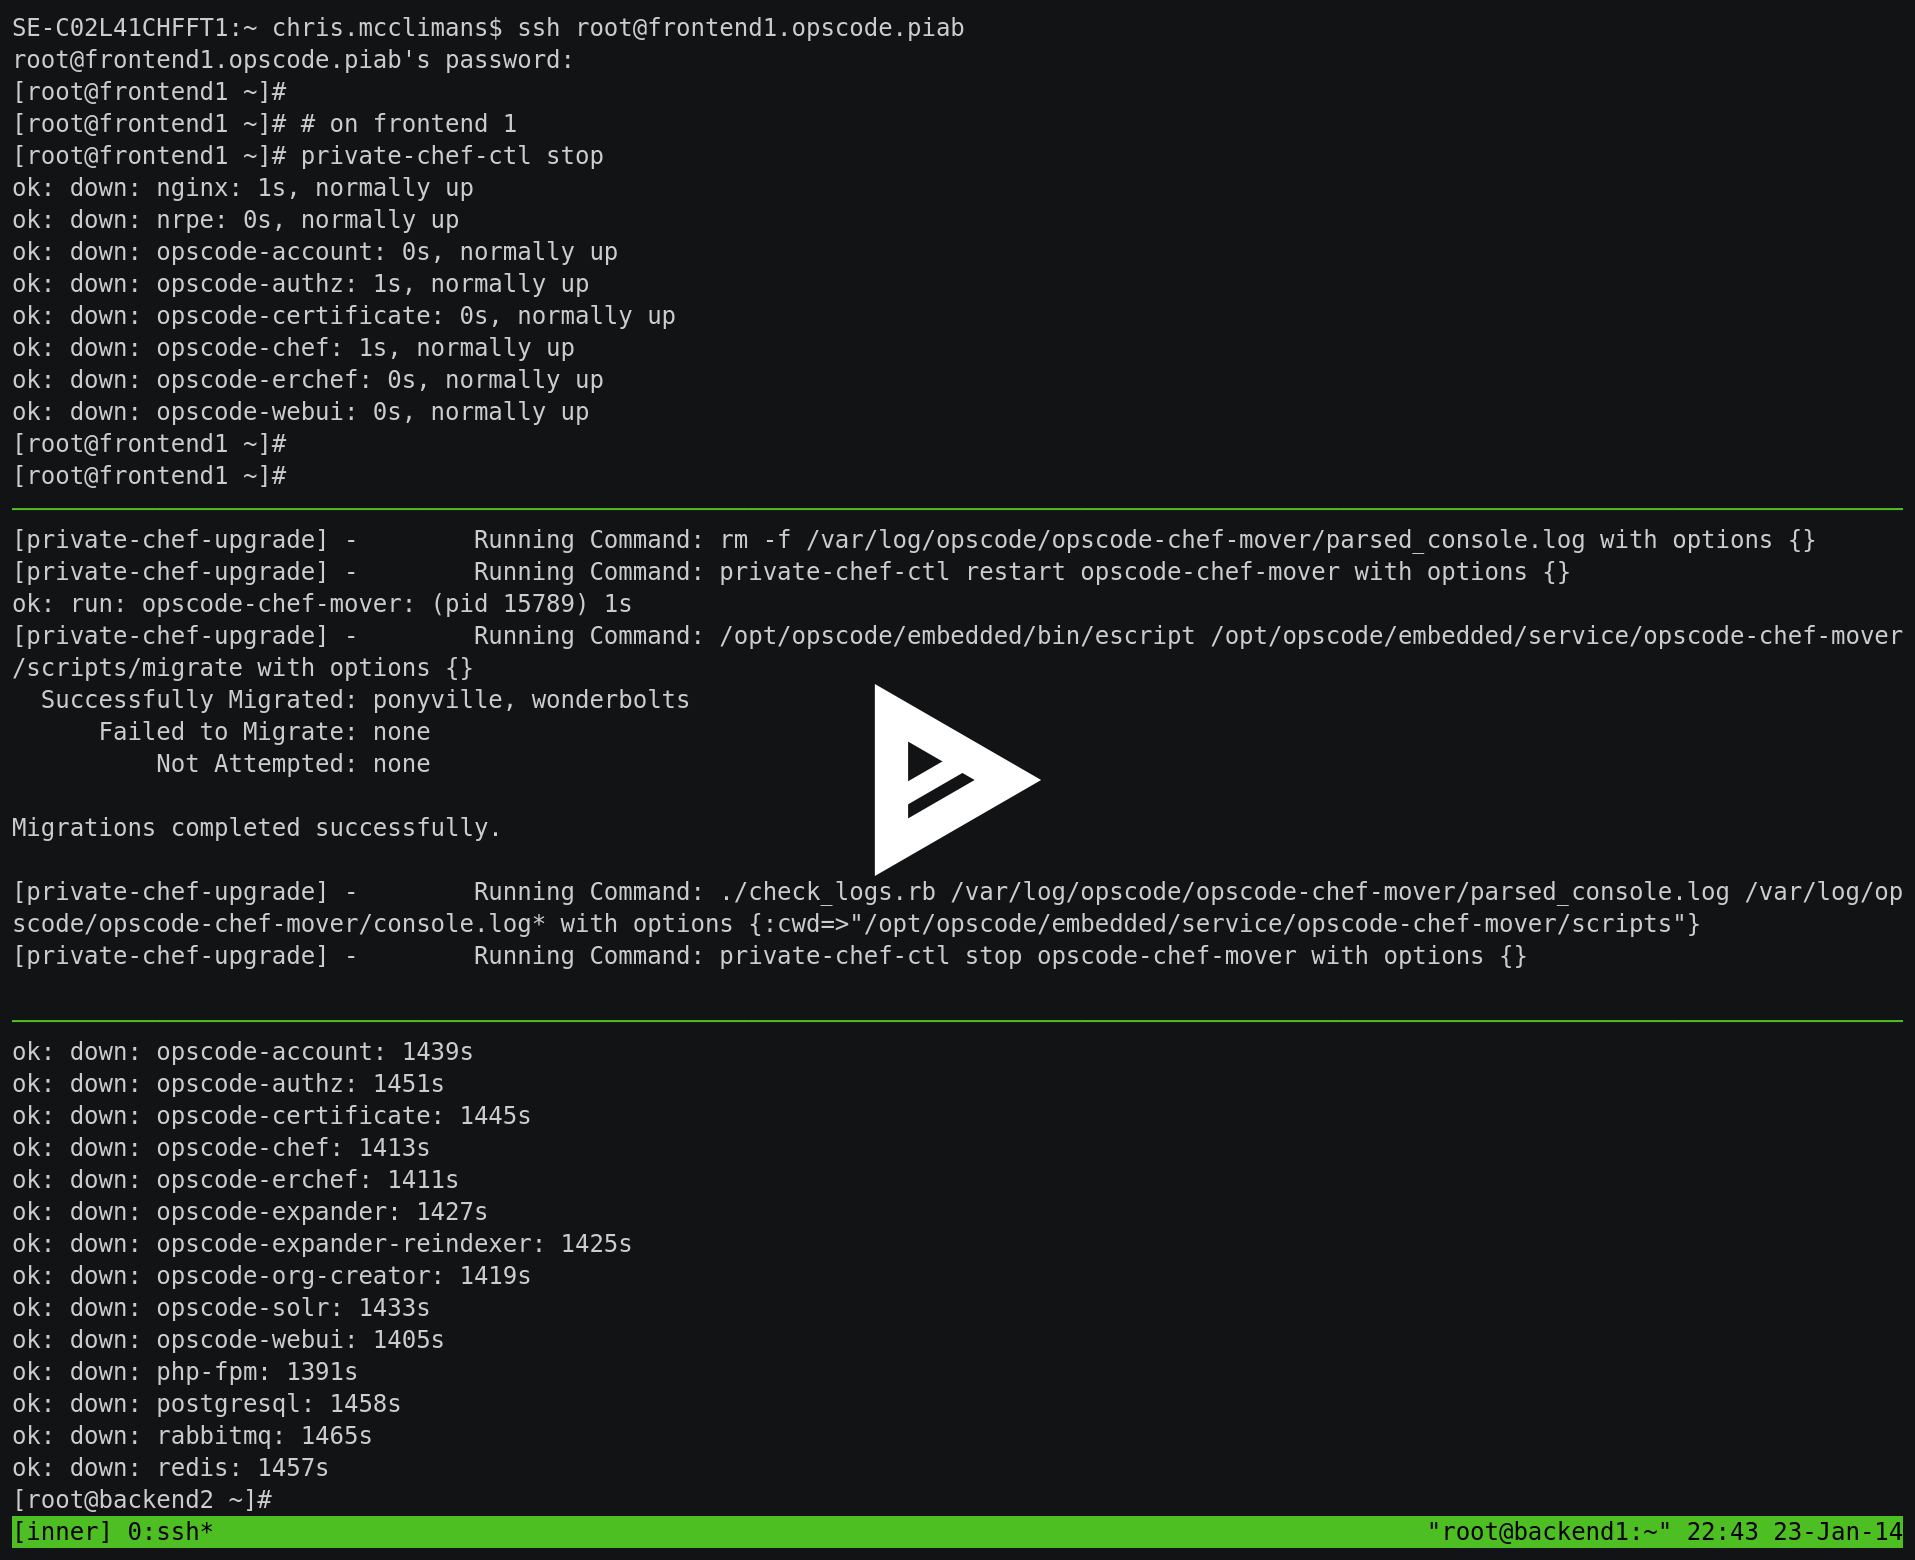 SE-C02L41CHFFT1:~ chris.mcclimans$ ssh root@frontend1.opscode.piab
root@frontend1.opscode.piab's password:
[root@frontend1 ~]#
[root@frontend1 ~]# # on frontend 1
[root@frontend1 ~]# private-chef-ctl stop
ok: down: nginx: 1s, normally up
ok: down: nrpe: 0s, normally up
ok: down: opscode-account: 0s, normally up
ok: down: opscode-authz: 1s, normally up
ok: down: opscode-certificate: 0s, normally up
ok: down: opscode-chef: 1s, normally up
ok: down: opscode-erchef: 0s, normally up
ok: down: opscode-webui: 0s, normally up
[root@frontend1 ~]#
[root@frontend1 ~]#
[private-chef-upgrade] -        Running Command: rm -f /var/log/opscode/opscode-chef-mover/parsed_console.log with options {}
[private-chef-upgrade] -        Running Command: private-chef-ctl restart opscode-chef-mover with options {}
ok: run: opscode-chef-mover: (pid 15789) 1s
[private-chef-upgrade] -        Running Command: /opt/opscode/embedded/bin/escript /opt/opscode/embedded/service/opscode-chef-mover
/scripts/migrate with options {}
  Successfully Migrated: ponyville, wonderbolts
      Failed to Migrate: none
          Not Attempted: none
Migrations completed successfully.
[private-chef-upgrade] -        Running Command: ./check_logs.rb /var/log/opscode/opscode-chef-mover/parsed_console.log /var/log/op
scode/opscode-chef-mover/console.log* with options {:cwd=>"/opt/opscode/embedded/service/opscode-chef-mover/scripts"}
[private-chef-upgrade] -        Running Command: private-chef-ctl stop opscode-chef-mover with options {}
ok: down: opscode-account: 1439s
ok: down: opscode-authz: 1451s
ok: down: opscode-certificate: 1445s
ok: down: opscode-chef: 1413s
ok: down: opscode-erchef: 1411s
ok: down: opscode-expander: 1427s
ok: down: opscode-expander-reindexer: 1425s
ok: down: opscode-org-creator: 1419s
ok: down: opscode-solr: 1433s
ok: down: opscode-webui: 1405s
ok: down: php-fpm: 1391s
ok: down: postgresql: 1458s
ok: down: rabbitmq: 1465s
ok: down: redis: 1457s
[root@backend2 ~]#
[inner] 0:ssh* "root@backend1:~" 22:43 23-Jan-14